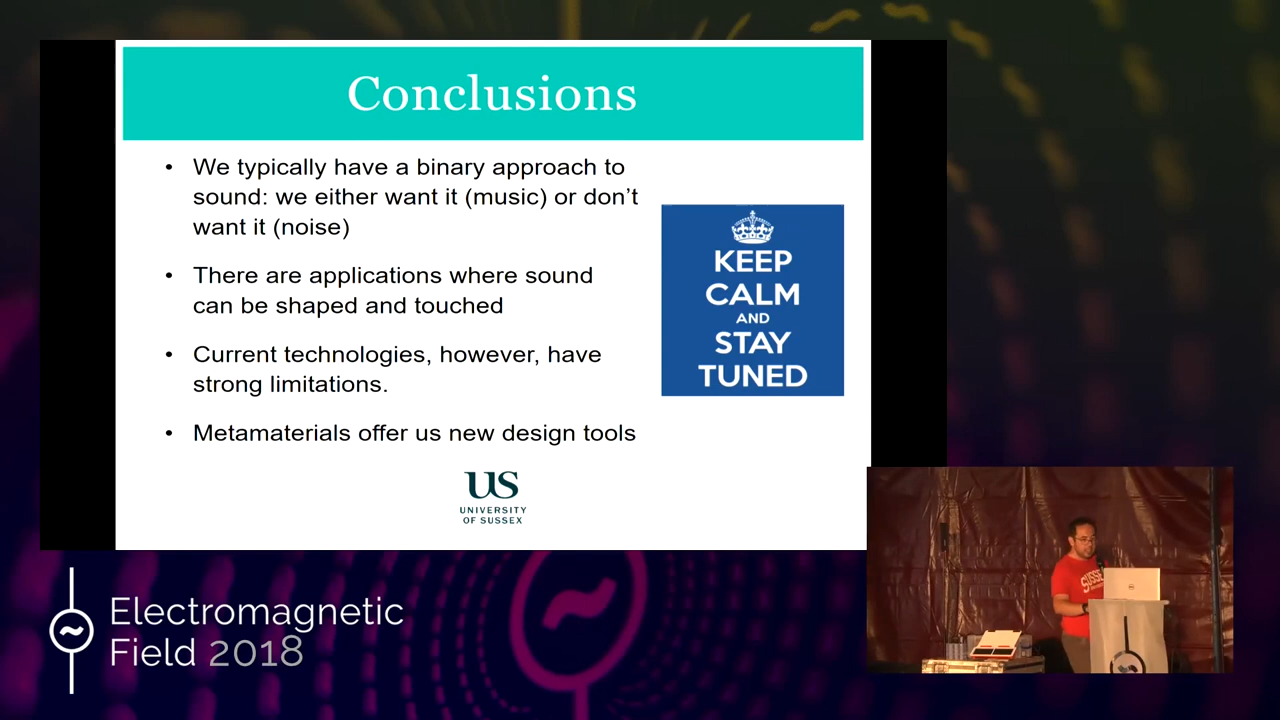 Conclusions
• We typically have a binary approach to
sound: we either want it (music) or don't
want it (noise)
• There are applications where sound
can be shaped and touched
• Current technologies, however, have
strong limitations.
• Metamaterials offer us new design tools
KEEP
CALM
AND
STAY
TUNED
US
UNIVERSITY
OF SUSSEX
Electromagnetic
Field 2018